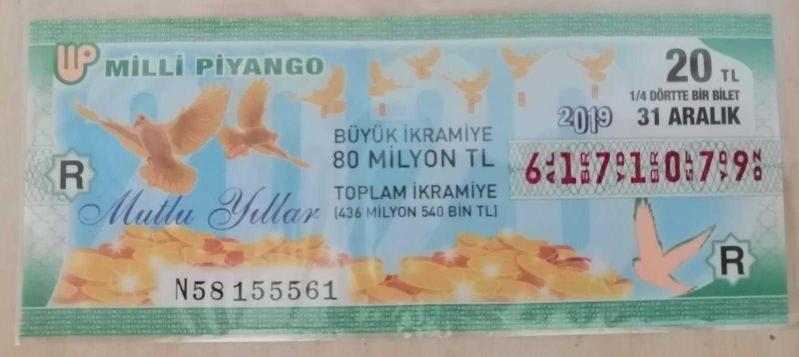 MİLLİ PİYANGO
20 TL
1/4 DÖRTTE BİR BİLET
2019 31 ARALIK
BÜYÜK İKRAMİYE
80 MİLYON TL
6 1 7 1 0 7 9
R
TOPLAM İKRAMİYE
(436 MİLYON 540 BİN TL)
Mutlu Yıllar
R
N58 155561